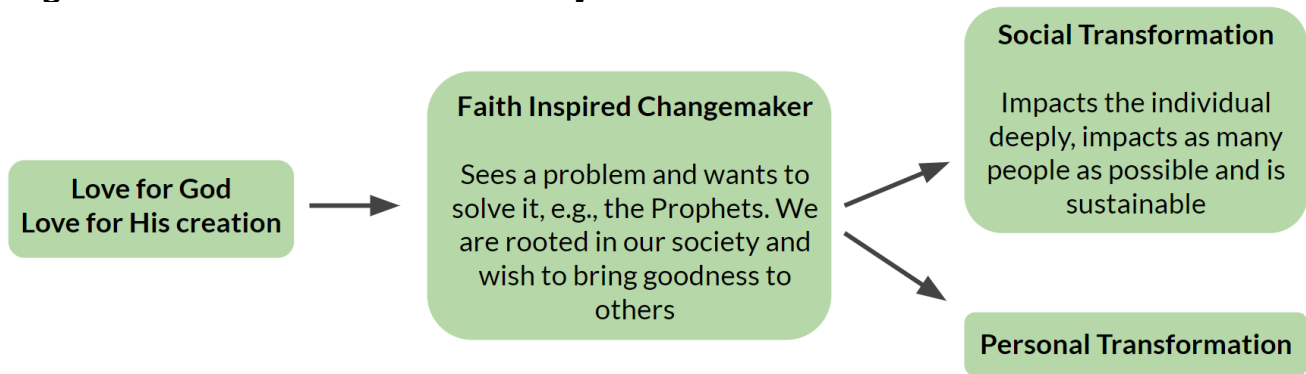 Love for God
Love for His creation
Faith Inspired Changemaker
Sees a problem and wants to
solve it, e.g., the Prophets. We
are rooted in our society and
wish to bring goodness to
others
Social Transformation
Impacts the individual
deeply, impacts as many
people as possible and is
sustainable
Personal Transformation